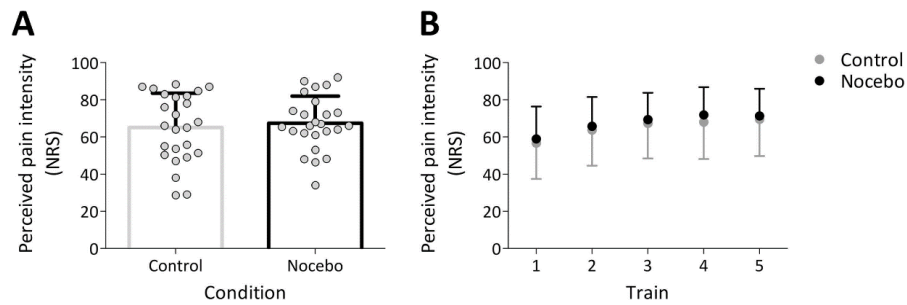 A
Perceived pain intensity
(NRS)
100
80
60
40
20
0
Control
Nocebo
Condition
B
Perceived pain intensity
(NRS)
100
80
60
40
20
0
1 2 3 4 5
Train
Control
Nocebo